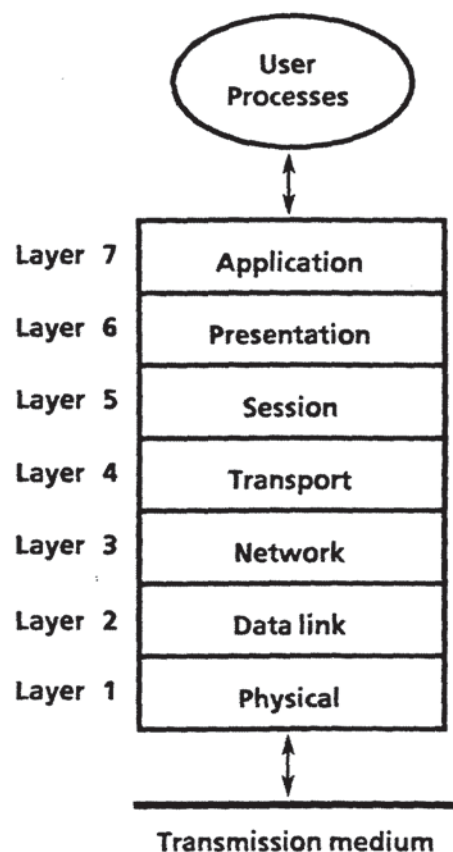 User
Processes
Layer 7 Application
Layer 6 Presentation
Layer 5 Session
Layer 4 Transport
Layer 3 Network
Layer 2 Data link
Layer 1 Physical
Transmission medium